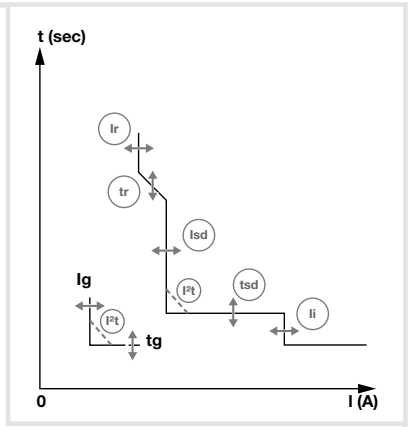 t (sec)
Ir
tr
Isd
I²t
tsd
Ii
Ig
I²t
tg
0
I (A)